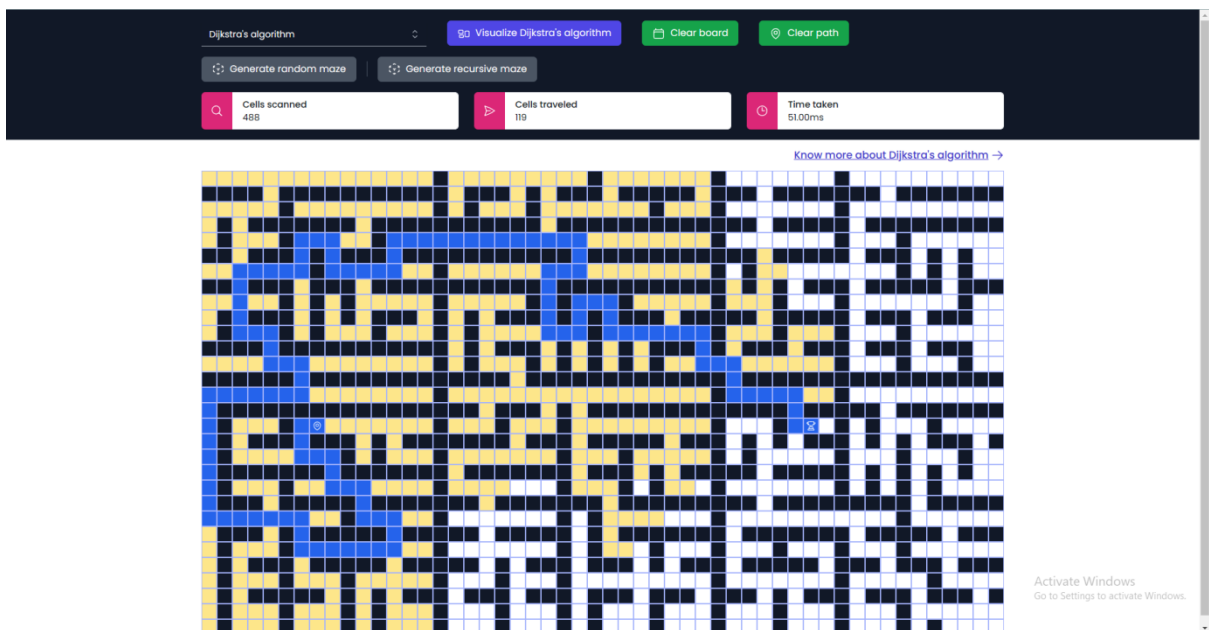 Dijkstra's algorithm
Visualize Dijkstra's algorithm
Clear board
Clear path
Generate random maze
Generate recursive maze
Cells scanned
488
Cells traveled
119
Time taken
51.00ms
Know more about Dijkstra's algorithm →
Activate Windows
Go to Settings to activate Windows.